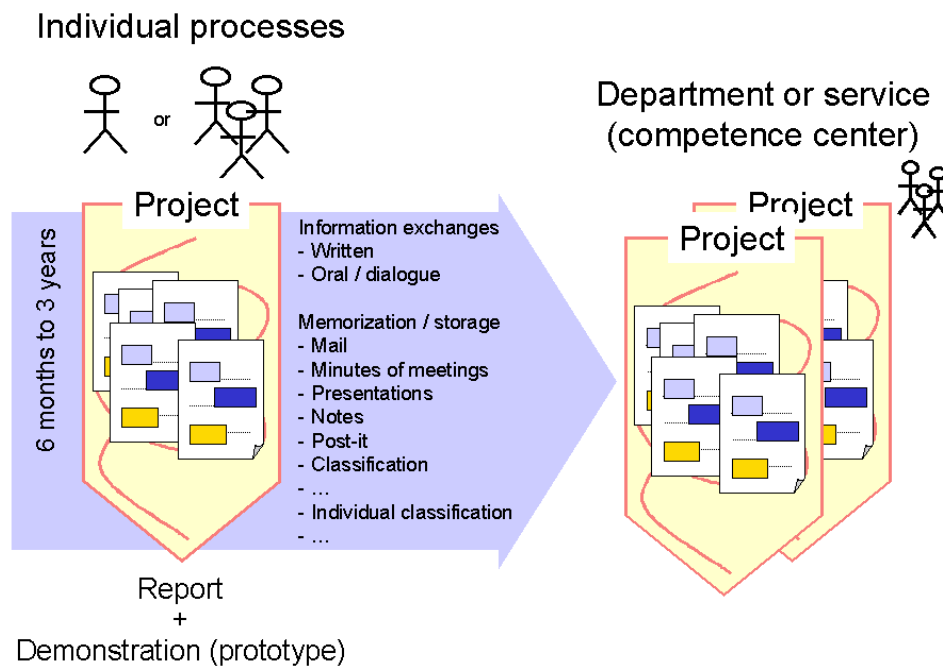 Individual processes
or
Project
6 months to 3 years
Information exchanges
- Written
- Oral / dialogue
Memorization / storage
- Mail
- Minutes of meetings
- Presentations
- Notes
- Post-it
- Classification
- ...
- Individual classification
- ...
Report
+
Demonstration (prototype)
Department or service
(competence center)
Project
Project